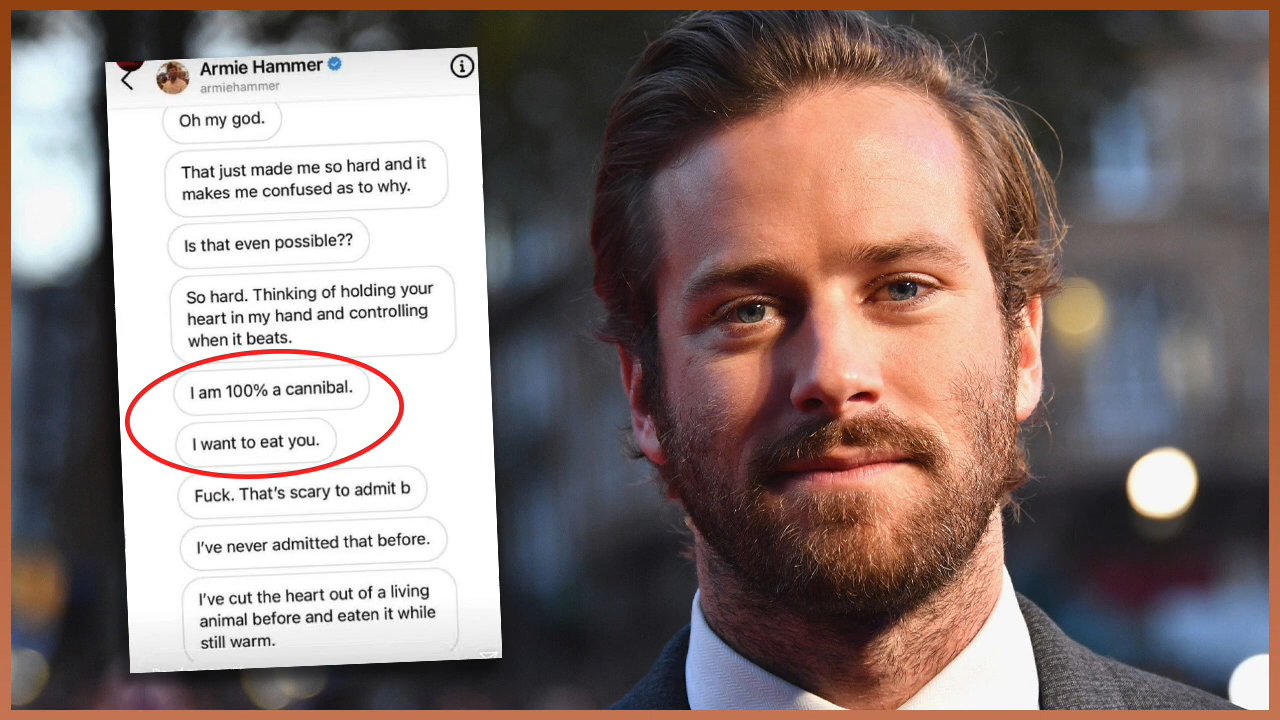 Armie Hammer
armiehammer
Oh my god.
That just made me so hard and it
makes me confused as to why.
Is that even possible??
So hard. Thinking of holding your
heart in my hand and controlling
when it beats.
I am 100% a cannibal.
I want to eat you.
Fuck. That's scary to admit b
I've never admitted that before.
I've cut the heart out of a living
animal before and eaten it while
still warm.